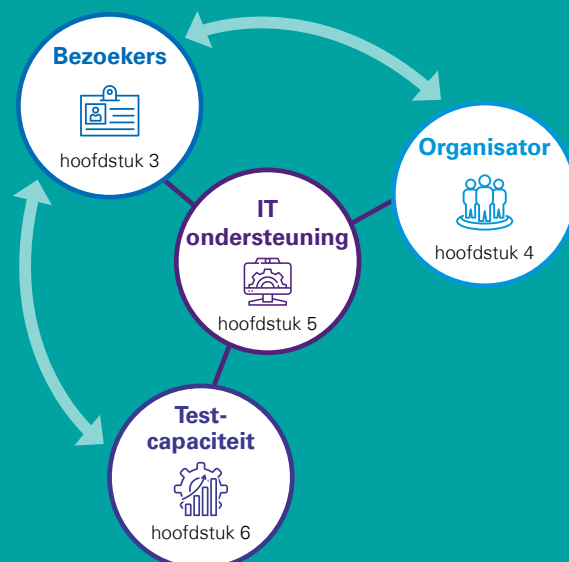 Bezoekers
hoofdstuk 3
Organisator
hoofdstuk 4
IT
ondersteuning
hoofdstuk 5
Test-
capaciteit
hoofdstuk 6